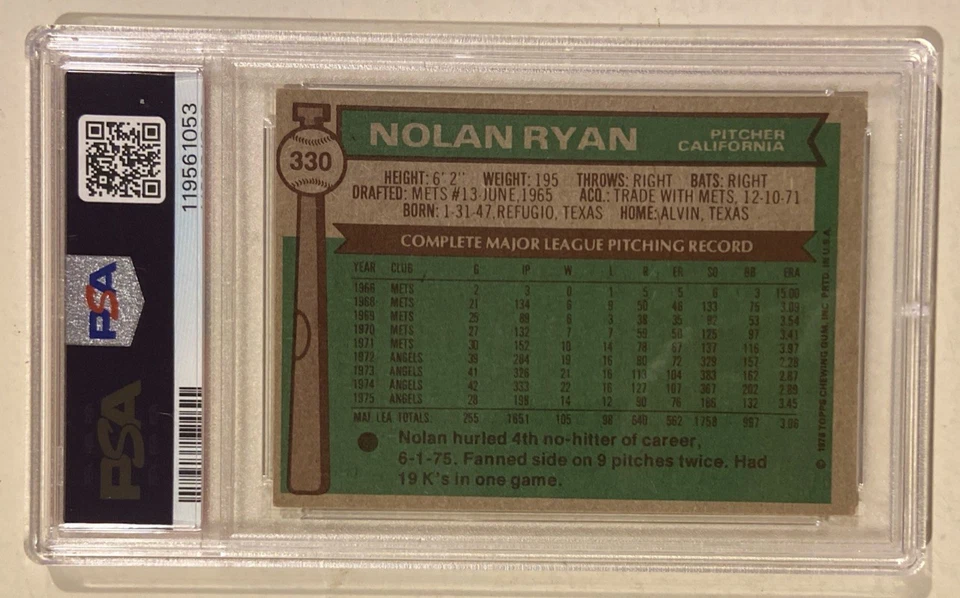 PSA
PSA
119561053
330
NOLAN RYAN
PITCHER
CALIFORNIA
HEIGHT: 6' 2" WEIGHT: 195 THROWS: RIGHT BATS: RIGHT
DRAFTED: METS #13-JUNE, 1965 ACQ.: TRADE WITH METS, 12-10-71
BORN: 1-31-47, REFUGIO, TEXAS HOME: ALVIN, TEXAS
COMPLETE MAJOR LEAGUE PITCHING RECORD
YEAR CLUB G IP W L R ER SO BB ERA
1966 METS 2 3 0 1 5 5 6 3 15.00
1968 METS 21 134 6 9 50 46 133 75 3.09
1969 METS 25 89 6 3 38 35 92 53 3.54
1970 METS 27 132 7 11 59 50 125 97 3.41
1971 METS 30 152 10 14 78 67 137 116 3.97
1972 ANGELS 39 284 19 16 80 72 329 157 2.28
1973 ANGELS 41 326 21 16 113 104 383 162 2.87
1974 ANGELS 42 333 22 16 127 107 367 202 2.89
1975 ANGELS 28 198 14 12 90 76 186 132 3.45
MAJ. LEA. TOTALS 255 1651 105 98 640 562 1758 997 3.06
Nolan hurled 4th no-hitter of career,
6-1-75. Fanned side on 9 pitches twice. Had
19 K's in one game.
© 1976 TOPPS CHEWING GUM, INC. PRTD. IN U.S.A.